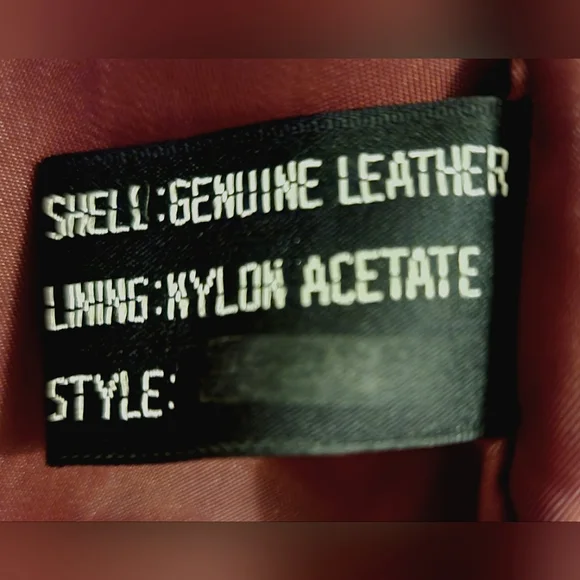 SHELL:GENUINE LEATHER
LINING:NYLON ACETATE
STYLE: